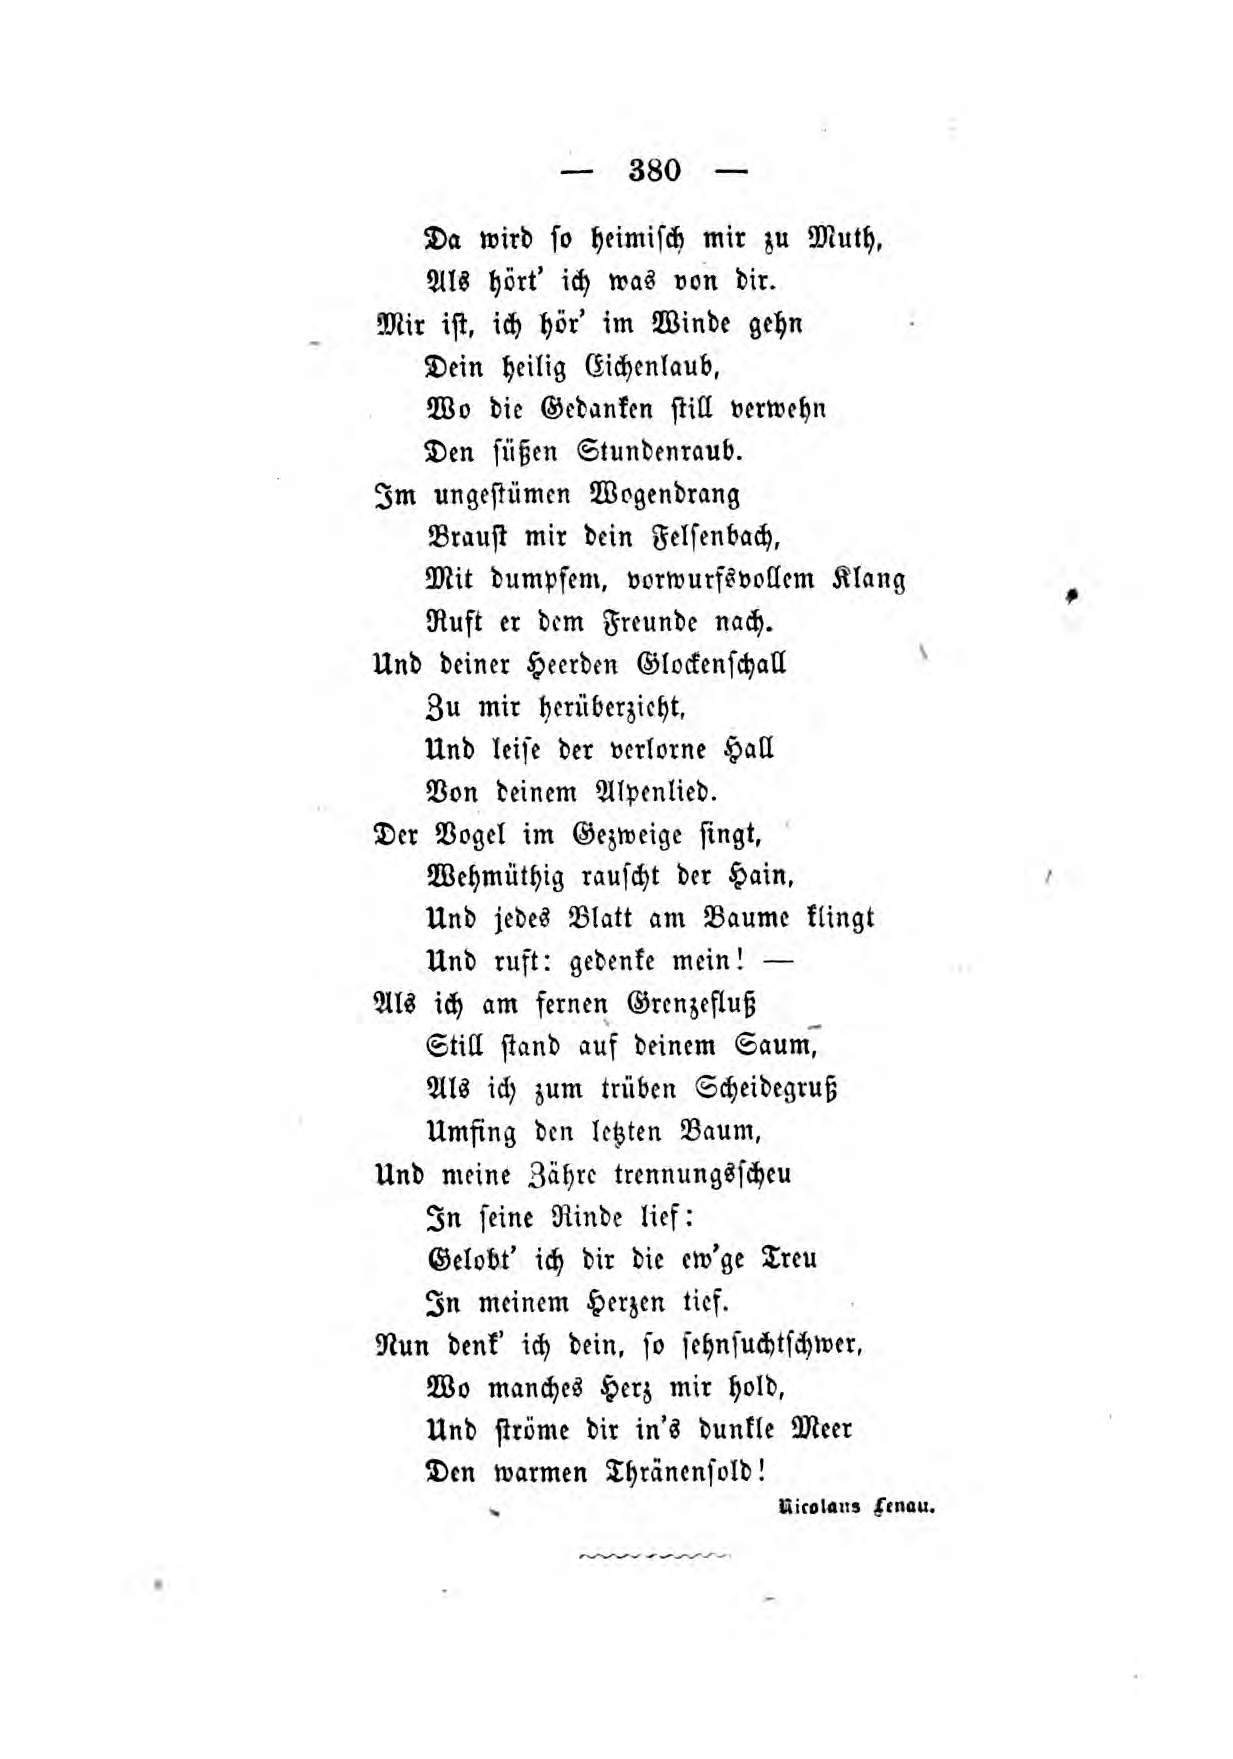 — 380 —
Da wird so heimisch mir zu Muth,
Als hört' ich was von dir.
Mir ist, ich hör' im Winde gehn
Dein heilig Eichenlaub,
Wo die Gedanken still verwehn
Den süßen Stundenraub.
Im ungestümen Wogendrang
Braust mir dein Felsenbach,
Mit dumpfem, vorwurfsvollem Klang
Ruft er dem Freunde nach.
Und deiner Heerden Glockenschall
Zu mir herüberzieht,
Und leise der verlorne Hall
Von deinem Alpenlied.
Der Vogel im Gezweige singt,
Wehmüthig rauscht der Hain,
Und jedes Blatt am Baume klingt
Und ruft: gedenke mein! —
Als ich am fernen Grenzefluß
Still stand auf deinem Saum,
Als ich zum trüben Scheidegruß
Umfing den letzten Baum,
Und meine Zähre trennungsscheu
In seine Rinde lief:
Gelobt' ich dir die ew'ge Treu
In meinem Herzen tief.
Nun denk' ich dein, so sehnsuchtschwer,
Wo manches Herz mir hold,
Und ströme dir in's dunkle Meer
Den warmen Thränensold!
Nicolaus Lenau.